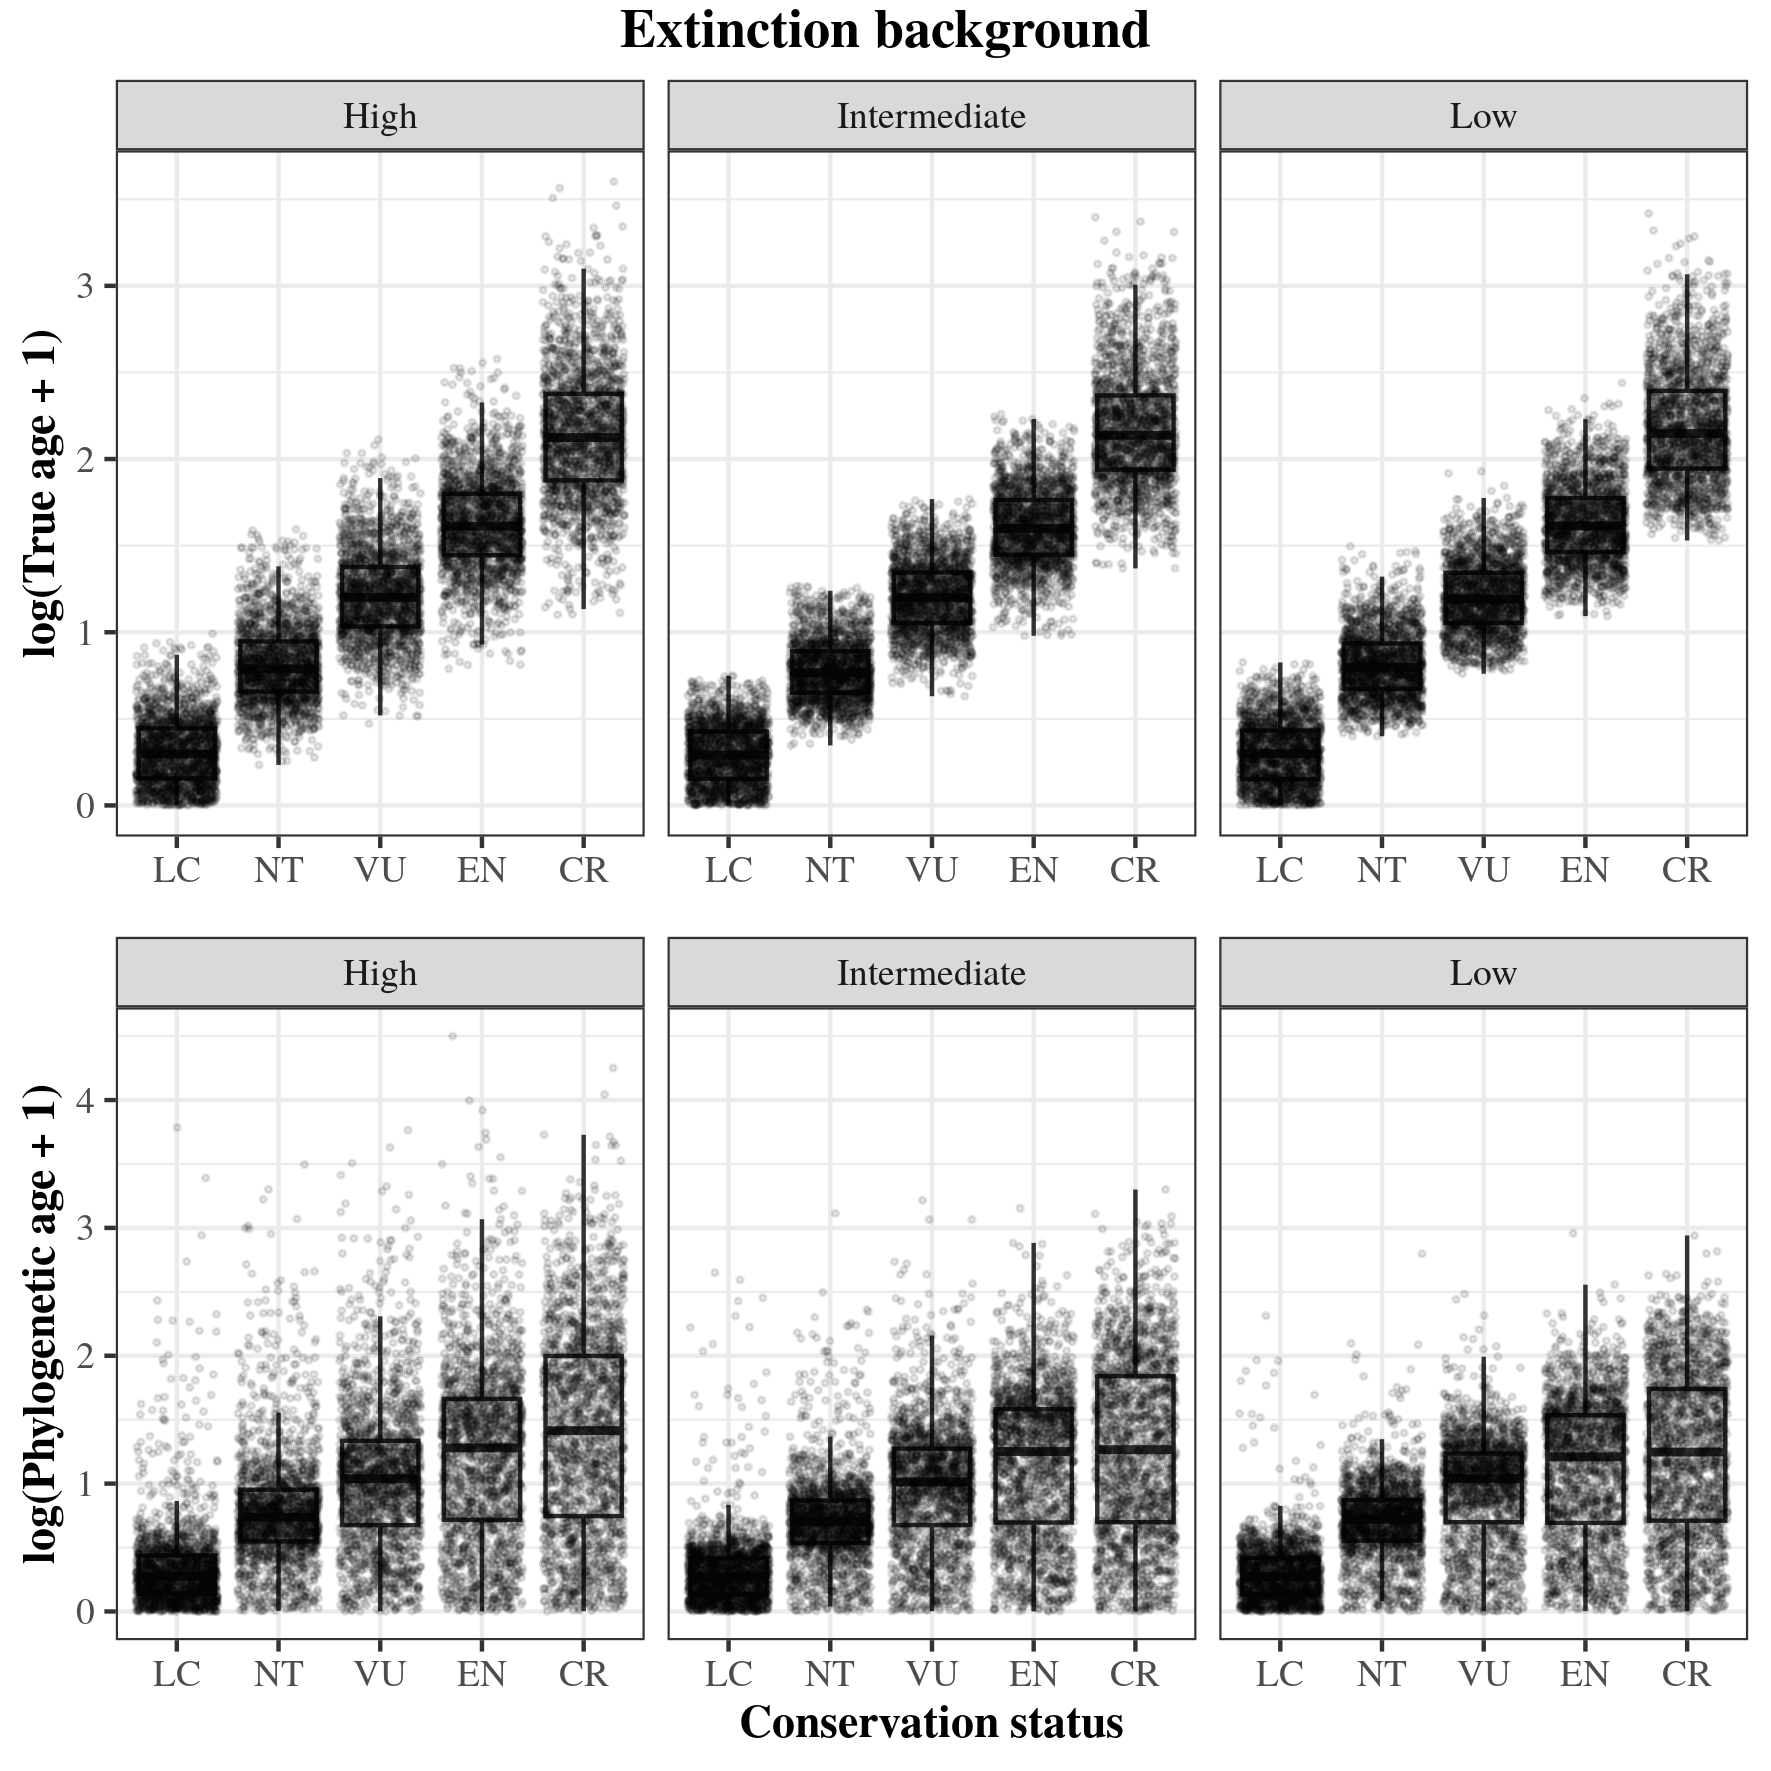 Extinction background
High Intermediate Low
log(True age + 1)
3
2
1
0
LC NT VU EN CR LC NT VU EN CR LC NT VU EN CR
High Intermediate Low
log(Phylogenetic age + 1)
4
3
2
1
0
LC NT VU EN CR LC NT VU EN CR LC NT VU EN CR
Conservation status